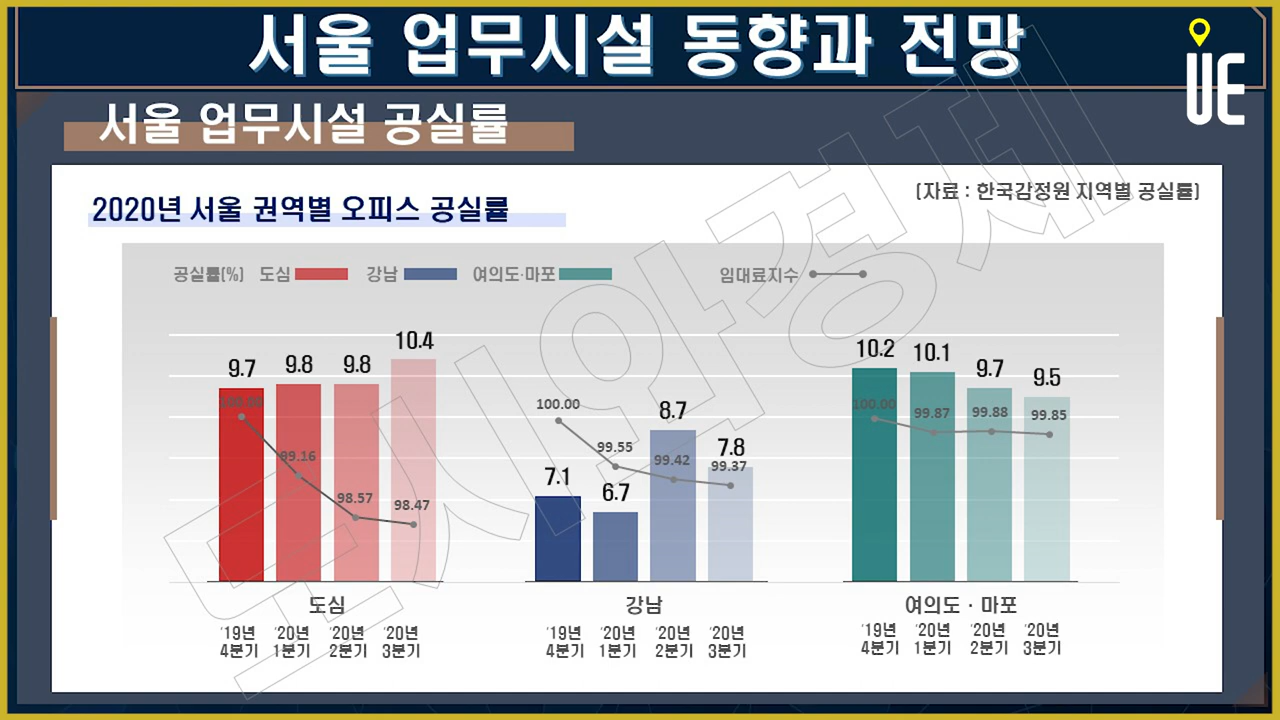 서울 업무시설 동향과 전망
UE
서울 업무시설 공실률
2020년 서울 권역별 오피스 공실률
[자료 : 한국감정원 지역별 공실률]
공실률[%] 도심 강남 여의도·마포 임대료지수
9.7 9.8 9.8 10.4
100.00 99.16 98.57 98.47
7.1 6.7 8.7 7.8
100.00 99.55 99.42 99.37
10.2 10.1 9.7 9.5
100.00 99.87 99.88 99.85
도심 강남 여의도 · 마포
'19년 '20년 '20년 '20년 '19년 '20년 '20년 '20년 '19년 '20년 '20년 '20년
4분기 1분기 2분기 3분기 4분기 1분기 2분기 3분기 4분기 1분기 2분기 3분기
도시와경제